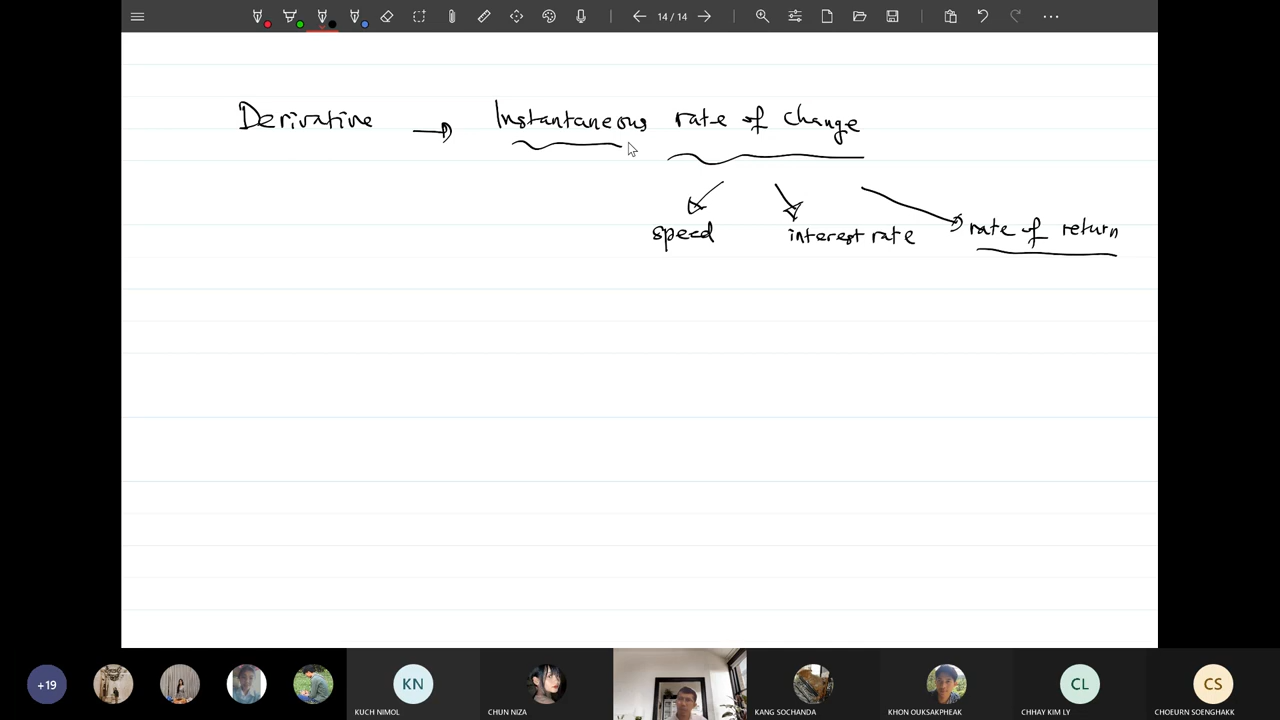 14 / 14
Derivative → Instantaneous rate of change
speed interest rate rate of return
+19 KN CL CS
KUCH NIMOL CHUN NIZA KANG SOCHANDA KHON OUKSAKPHEAK CHHAY KIM LY CHOEURN SOENGHAKK